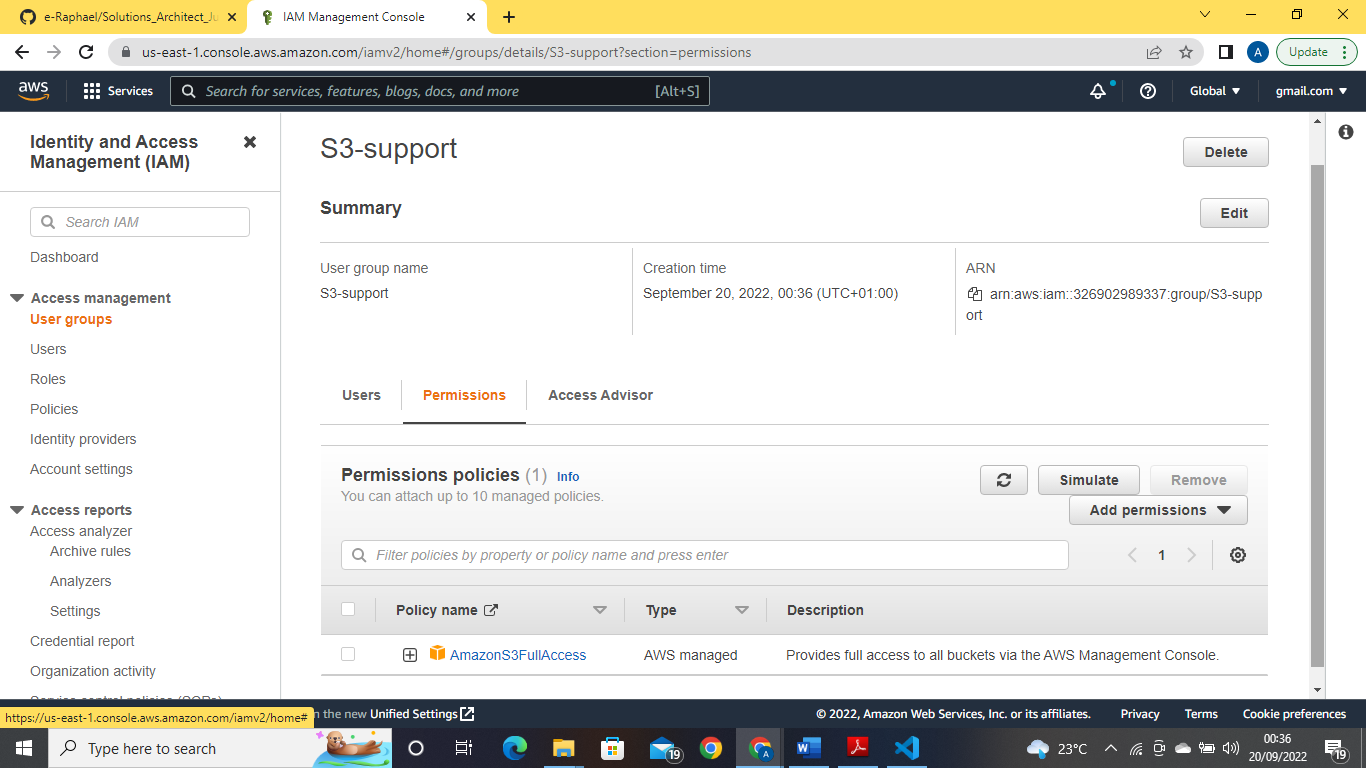 e-Raphael/Solutions_Architect_Ju
IAM Management Console
us-east-1.console.aws.amazon.com/iamv2/home#/groups/details/S3-support?section=permissions
A
Update
aws
Services
Search for services, features, blogs, docs, and more
[Alt+S]
Global
gmail.com
Identity and Access
Management (IAM)
Search IAM
Dashboard
Access management
User groups
Users
Roles
Policies
Identity providers
Account settings
Access reports
Access analyzer
Archive rules
Analyzers
Settings
Credential report
Organization activity
Service control policies (SCPs)
S3-support
Delete
Summary
Edit
User group name
S3-support
Creation time
September 20, 2022, 00:36 (UTC+01:00)
ARN
arn:aws:iam::326902989337:group/S3-supp
ort
Users
Permissions
Access Advisor
Permissions policies (1)
Info
You can attach up to 10 managed policies.
Simulate
Remove
Add permissions
Filter policies by property or policy name and press enter
1
Policy name
Type
Description
AmazonS3FullAccess
AWS managed
Provides full access to all buckets via the AWS Management Console.
https://us-east-1.console.aws.amazon.com/iamv2/home#
in the new Unified Settings
© 2022, Amazon Web Services, Inc. or its affiliates.
Privacy
Terms
Cookie preferences
Type here to search
19
A
23°C
00:36
20/09/2022
19